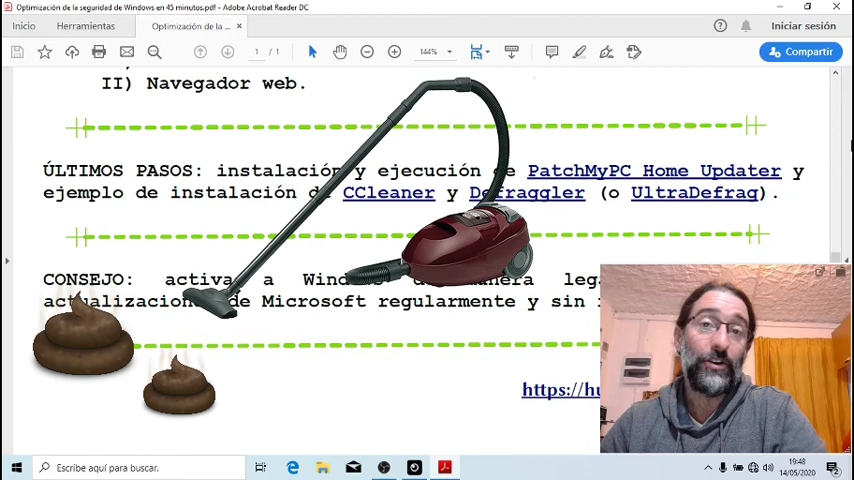 Optimización de la seguridad de Windows en 45 minutos.pdf - Adobe Acrobat Reader DC
Inicio Herramientas Optimización de la ... × Iniciar sesión
1 / 1 144% Compartir
II) Navegador web.
ÚLTIMOS PASOS: instalación y ejecución de PatchMyPC Home Updater y
ejemplo de instalación de CCleaner y Defraggler (o UltraDefrag).
CONSEJO: activa a Windows de manera
actualizaciones de Microsoft regularmente y sin
https://
Escribe aquí para buscar.
19:48
14/05/2020
2